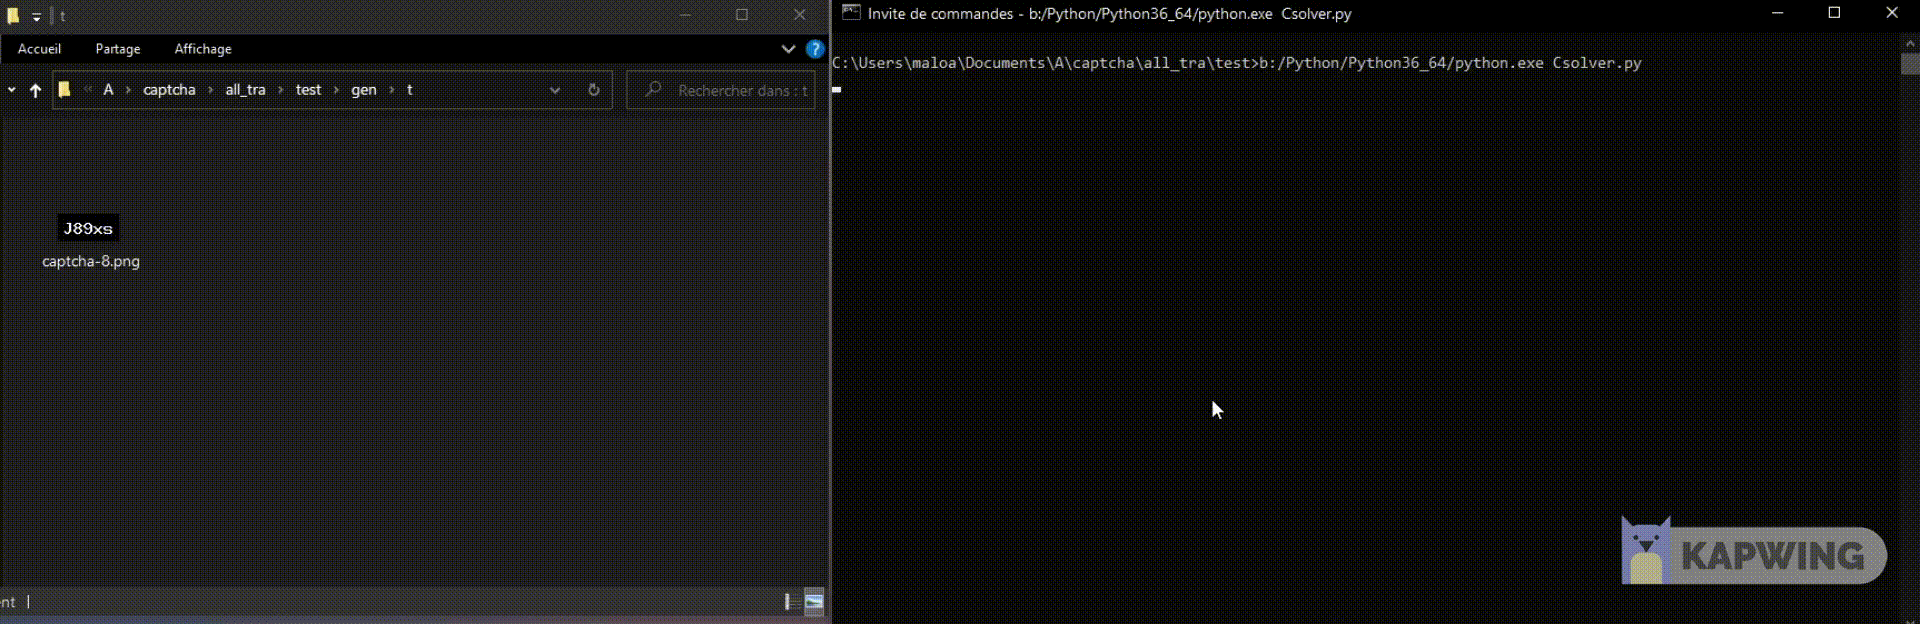 t
Accueil Partage Affichage
« A > captcha > all_tra > test > gen > t
Rechercher dans : t
J89xs
captcha-8.png
nt |
Invite de commandes - b:/Python/Python36_64/python.exe Csolver.py
C:\Users\maloa\Documents\A\captcha\all_tra\test>b:/Python/Python36_64/python.exe Csolver.py
KAPWING